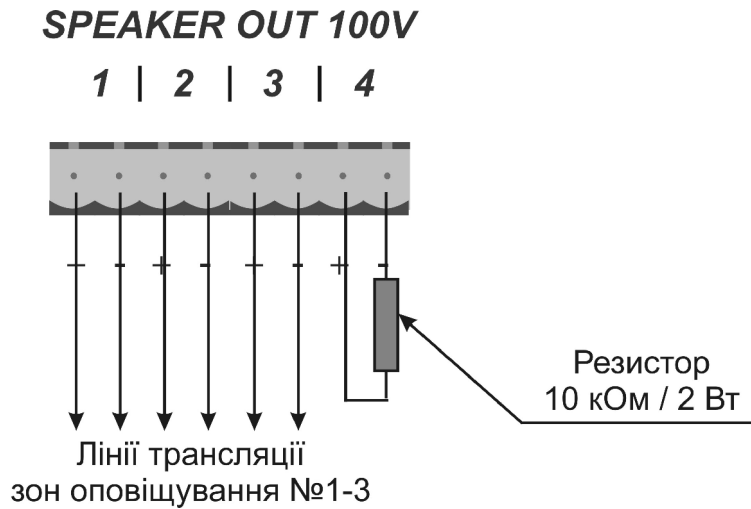 SPEAKER OUT 100V
1 | 2 | 3 | 4
+ - + - + - + -
Резистор
10 кОм / 2 Вт
Лінії трансляції
зон оповіщування №1-3